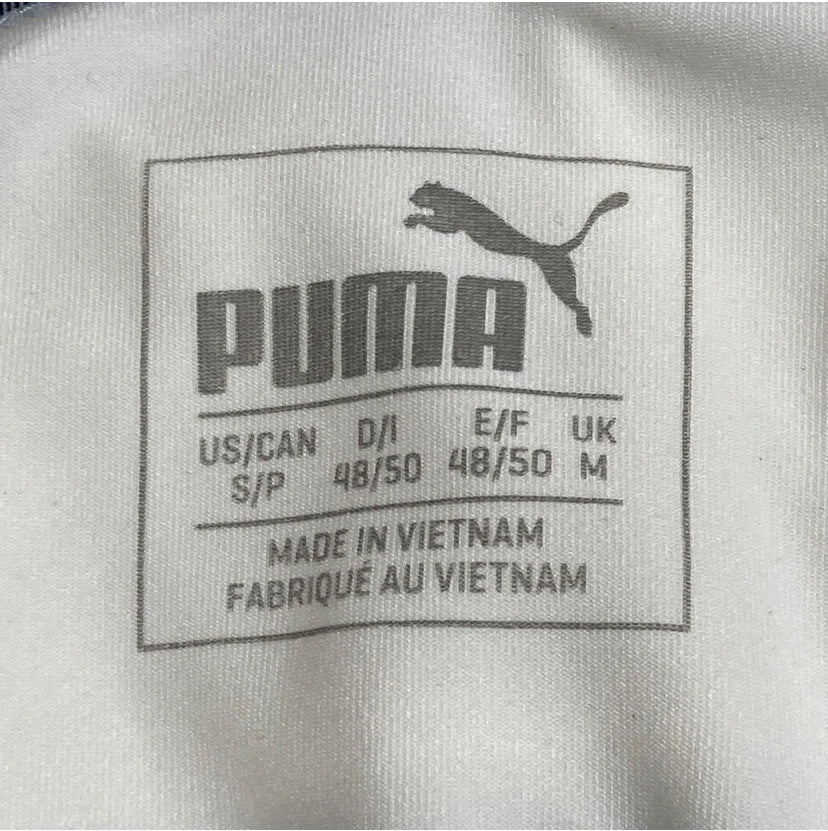 PUMA
US/CAN D/I E/F UK
S/P 48/50 48/50 M
MADE IN VIETNAM
FABRIQUÉ AU VIETNAM